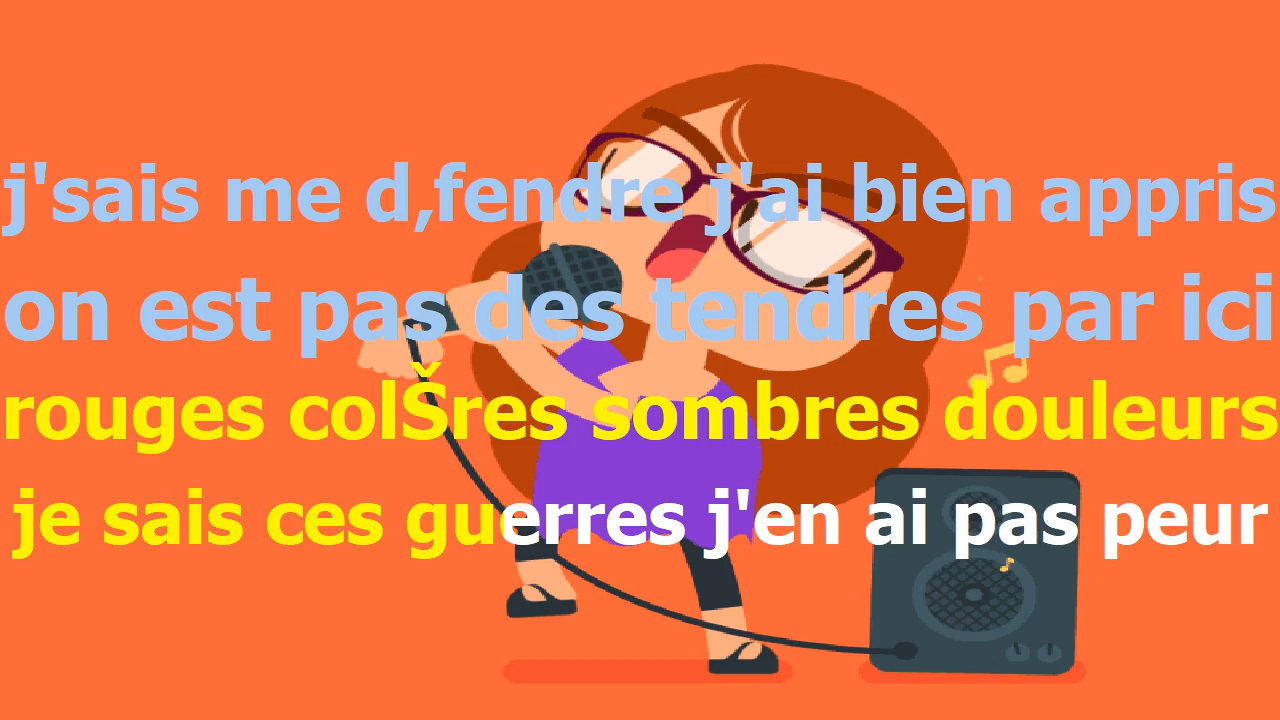 j'sais me d,fendre j'ai bien appris
on est pas des tendres par ici
rouges colŠres sombres douleurs
je sais ces guerres j'en ai pas peur